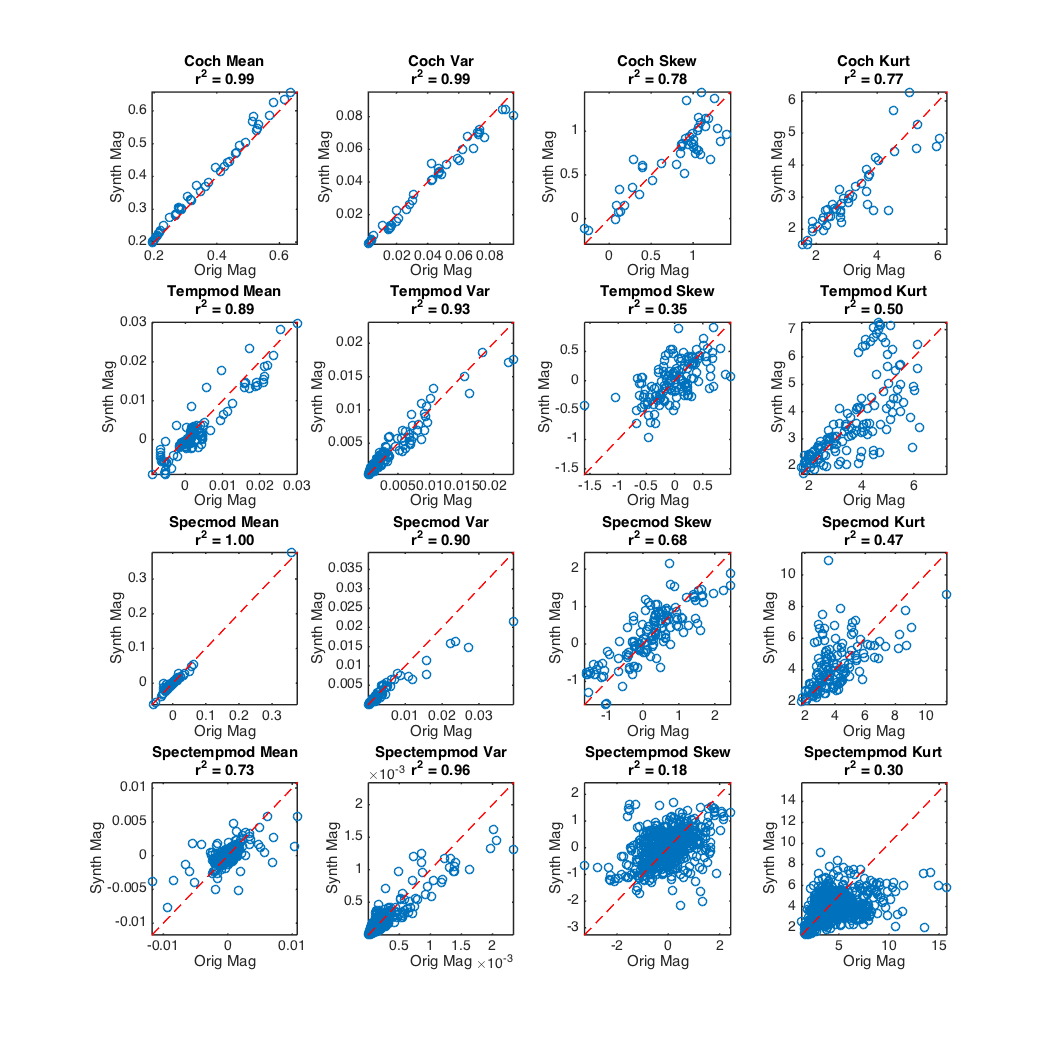 Coch Mean Coch Var Coch Skew Coch Kurt
r² = 0.99 r² = 0.99 r² = 0.78 r² = 0.77
Synth Mag Synth Mag Synth Mag Synth Mag
0.6 0.08 1 6
0.5 0.06 0.5 5
0.4 0.04 0 4
0.3 0.02 3
0.2 2
0.2 0.4 0.6 0.02 0.04 0.06 0.08 0 0.5 1 2 4 6
Orig Mag Orig Mag Orig Mag Orig Mag
Tempmod Mean Tempmod Var Tempmod Skew Tempmod Kurt
r² = 0.89 r² = 0.93 r² = 0.35 r² = 0.50
Synth Mag Synth Mag Synth Mag Synth Mag
0.03 0.02 0.5 7
0.02 0.015 0 6
0.01 0.01 -0.5 5
0 0.005 -1 4
-1.5 3
2
0 0.01 0.02 0.03 0.005 0.01 0.015 0.02 -1.5 -1 -0.5 0 0.5 2 4 6
Orig Mag Orig Mag Orig Mag Orig Mag
Specmod Mean Specmod Var Specmod Skew Specmod Kurt
r² = 1.00 r² = 0.90 r² = 0.68 r² = 0.47
Synth Mag Synth Mag Synth Mag Synth Mag
0.3 0.035 2 10
0.2 0.03 1 8
0.1 0.025 0 6
0 0.02 -1 4
0.015 2
0.01
0.005
0 0.1 0.2 0.3 0.01 0.03 -1 0 1 2 2 4 6 8 10
Orig Mag Orig Mag Orig Mag Orig Mag
Spectempmod Mean Spectempmod Var Spectempmod Skew Spectempmod Kurt
r² = 0.73 ×10⁻³ r² = 0.96 r² = 0.18 r² = 0.30
Synth Mag Synth Mag Synth Mag Synth Mag
0.01 2 2 14
0.005 1.5 1 12
0 1 0 10
-0.005 0.5 -1 8
-0.01 -2 6
-3 4
2
-0.01 0 0.01 0.5 1 1.5 2 -2 0 2 5 10 15
Orig Mag Orig Mag ×10⁻³ Orig Mag Orig Mag